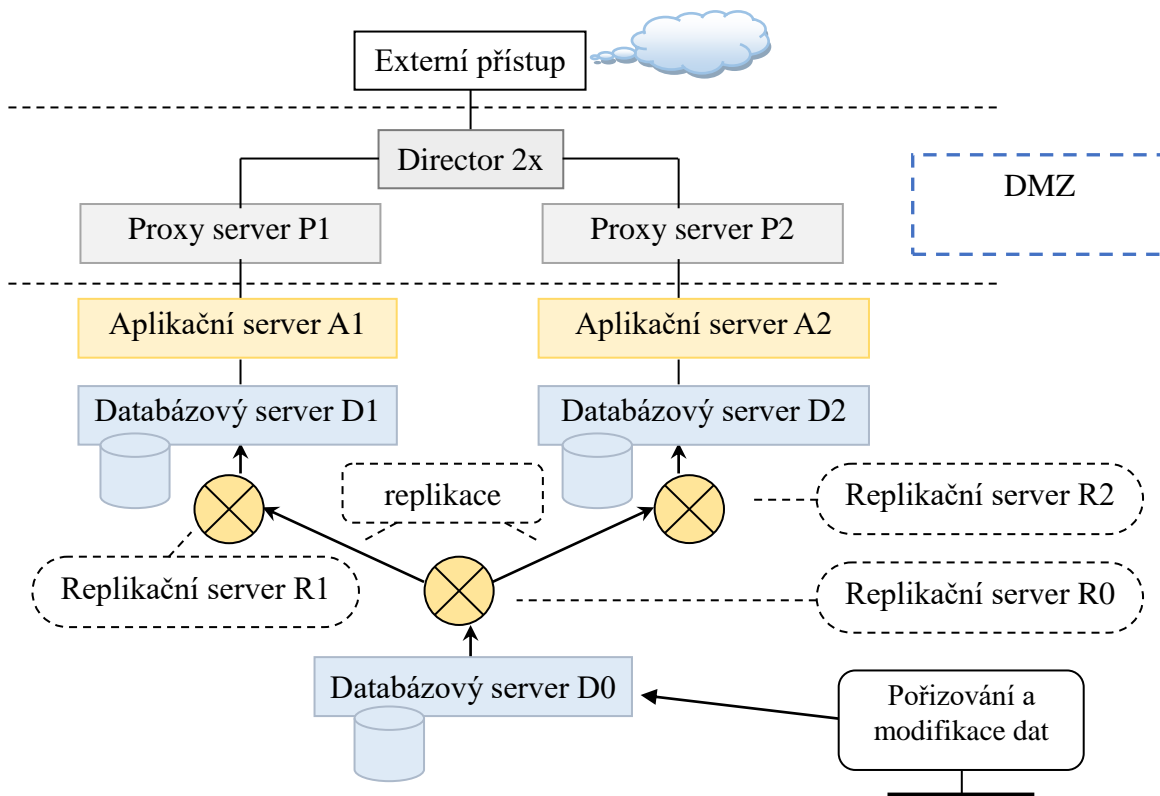 Externí přístup
Director 2x
DMZ
Proxy server P1
Proxy server P2
Aplikační server A1
Aplikační server A2
Databázový server D1
Databázový server D2
replikace
Replikační server R2
Replikační server R1
Replikační server R0
Databázový server D0
Pořizování a
modifikace dat